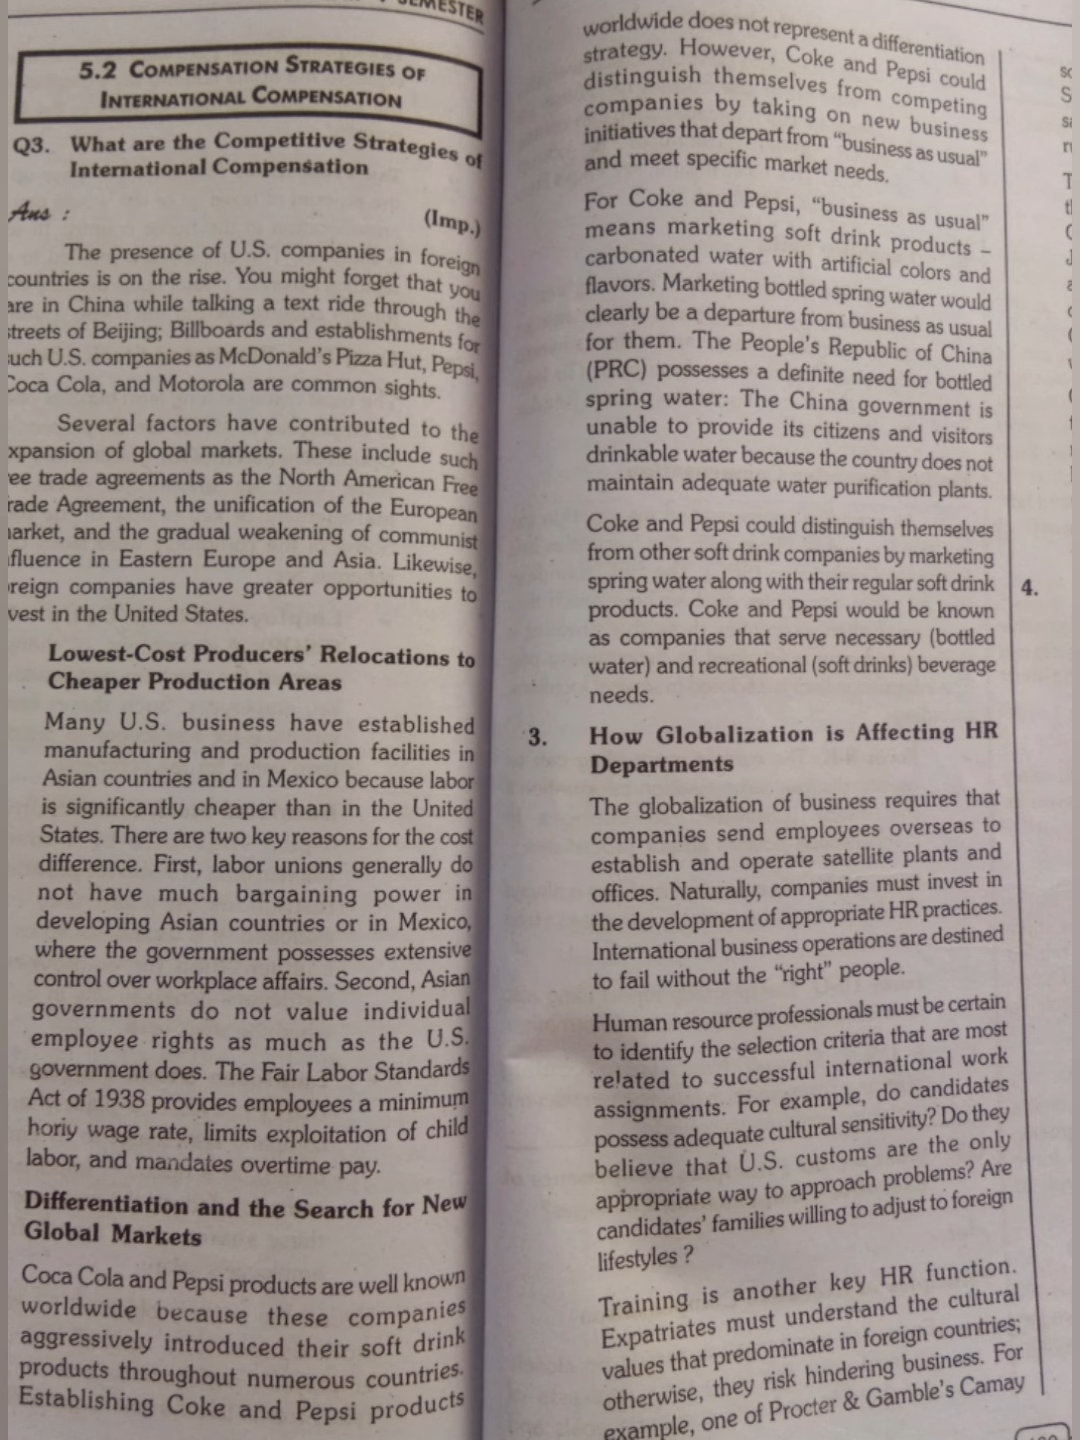 SEMESTER
5.2 COMPENSATION STRATEGIES OF
INTERNATIONAL COMPENSATION
Q3. What are the Competitive Strategies of
International Compensation
Ans :
(Imp.)
The presence of U.S. companies in foreign
countries is on the rise. You might forget that you
are in China while talking a text ride through the
streets of Beijing; Billboards and establishments for
uch U.S. companies as McDonald's Pizza Hut, Pepsi,
Coca Cola, and Motorola are common sights.
Several factors have contributed to the
xpansion of global markets. These include such
ee trade agreements as the North American Free
rade Agreement, the unification of the European
arket, and the gradual weakening of communist
fluence in Eastern Europe and Asia. Likewise,
reign companies have greater opportunities to
vest in the United States.
Lowest-Cost Producers' Relocations to
Cheaper Production Areas
Many U.S. business have established
manufacturing and production facilities in
Asian countries and in Mexico because labor
is significantly cheaper than in the United
States. There are two key reasons for the cost
difference. First, labor unions generally do
not have much bargaining power in
developing Asian countries or in Mexico,
where the government possesses extensive
control over workplace affairs. Second, Asian
governments do not value individual
employee rights as much as the U.S.
government does. The Fair Labor Standards
Act of 1938 provides employees a minimum
horiy wage rate, limits exploitation of child
labor, and mandates overtime pay.
Differentiation and the Search for New
Global Markets
Coca Cola and Pepsi products are well known
worldwide because these companies
aggressively introduced their soft drink
products throughout numerous countries.
Establishing Coke and Pepsi products
worldwide does not represent a differentiation
strategy. However, Coke and Pepsi could
distinguish themselves from competing
companies by taking on new business
initiatives that depart from "business as usual"
and meet specific market needs.
For Coke and Pepsi, "business as usual"
means marketing soft drink products –
carbonated water with artificial colors and
flavors. Marketing bottled spring water would
clearly be a departure from business as usual
for them. The People's Republic of China
(PRC) possesses a definite need for bottled
spring water: The China government is
unable to provide its citizens and visitors
drinkable water because the country does not
maintain adequate water purification plants.
Coke and Pepsi could distinguish themselves
from other soft drink companies by marketing
spring water along with their regular soft drink
products. Coke and Pepsi would be known
as companies that serve necessary (bottled
water) and recreational (soft drinks) beverage
needs.
3. How Globalization is Affecting HR
Departments
The globalization of business requires that
companies send employees overseas to
establish and operate satellite plants and
offices. Naturally, companies must invest in
the development of appropriate HR practices.
International business operations are destined
to fail without the "right" people.
Human resource professionals must be certain
to identify the selection criteria that are most
related to successful international work
assignments. For example, do candidates
possess adequate cultural sensitivity? Do they
believe that U.S. customs are the only
appropriate way to approach problems? Are
candidates' families willing to adjust to foreign
lifestyles ?
Training is another key HR function.
Expatriates must understand the cultural
values that predominate in foreign countries;
otherwise, they risk hindering business. For
example, one of Procter & Gamble's Camay
4.